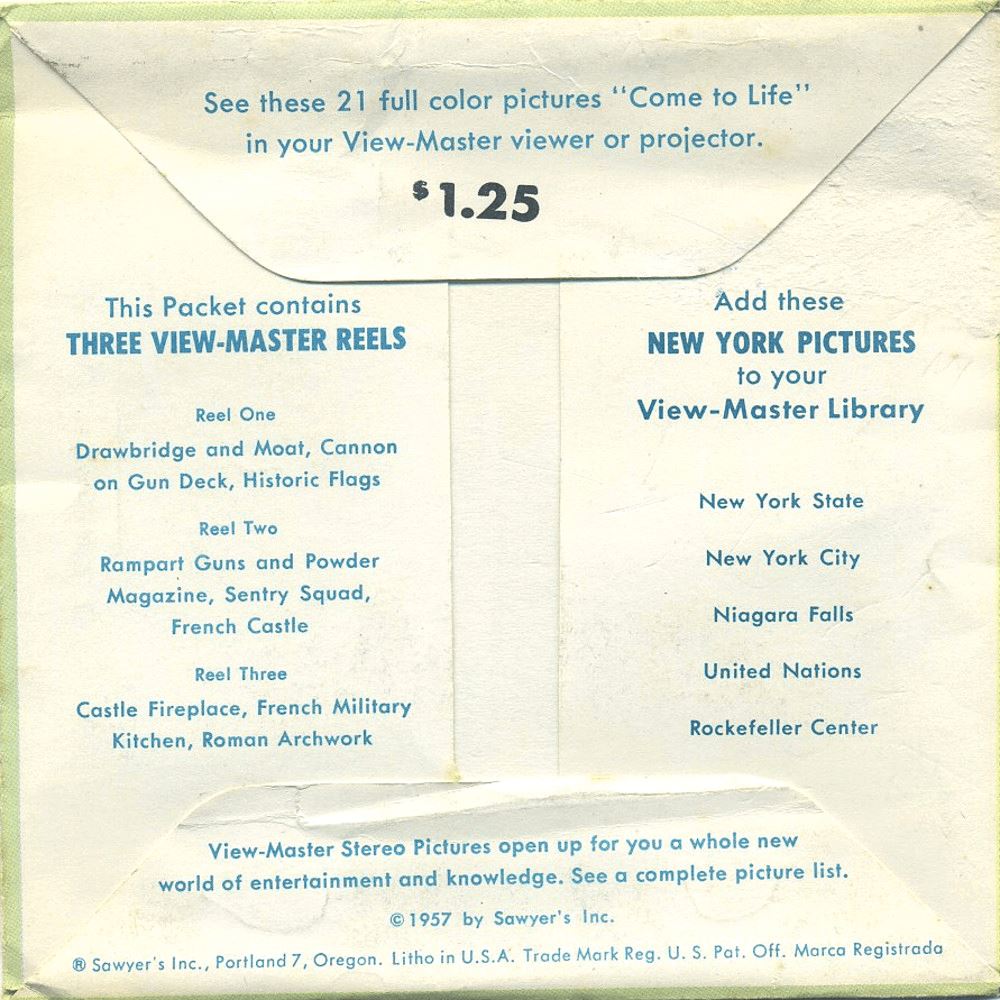 See these 21 full color pictures "Come to Life"
in your View-Master viewer or projector.
$1.25
This Packet contains
THREE VIEW-MASTER REELS
Reel One
Drawbridge and Moat, Cannon
on Gun Deck, Historic Flags
Reel Two
Rampart Guns and Powder
Magazine, Sentry Squad,
French Castle
Reel Three
Castle Fireplace, French Military
Kitchen, Roman Archwork
Add these
NEW YORK PICTURES
to your
View-Master Library
New York State
New York City
Niagara Falls
United Nations
Rockefeller Center
View-Master Stereo Pictures open up for you a whole new
world of entertainment and knowledge. See a complete picture list.
© 1957 by Sawyer's Inc.
® Sawyer's Inc., Portland 7, Oregon. Litho in U.S.A. Trade Mark Reg. U. S. Pat. Off. Marca Registrada